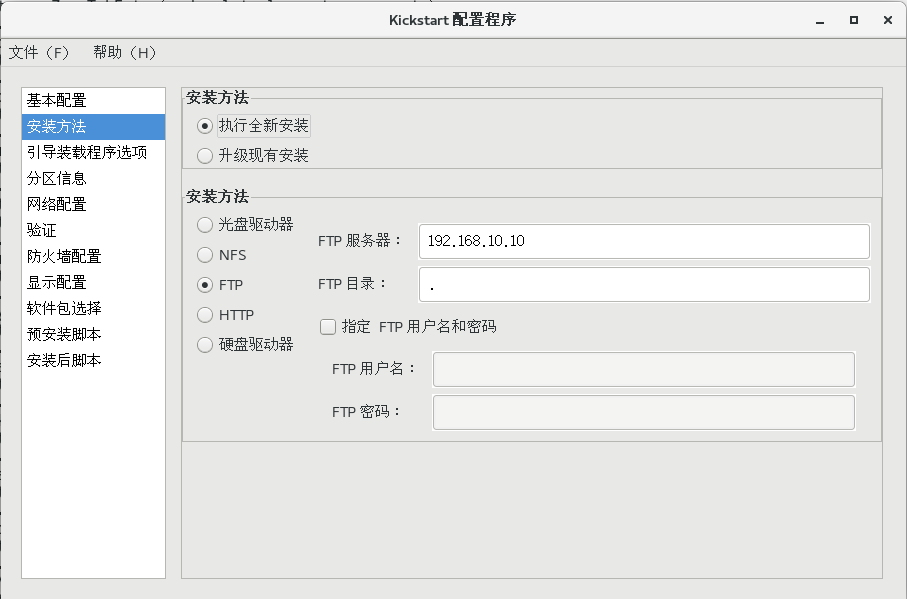 Kickstart 配置程序
文件（F） 帮助（H）
基本配置
安装方法
引导装载程序选项
分区信息
网络配置
验证
防火墙配置
显示配置
软件包选择
预安装脚本
安装后脚本
安装方法
执行全新安装
升级现有安装
安装方法
光盘驱动器
NFS
FTP
HTTP
硬盘驱动器
FTP 服务器： 192.168.10.10
FTP 目录： .
指定 FTP 用户名和密码
FTP 用户名：
FTP 密码：